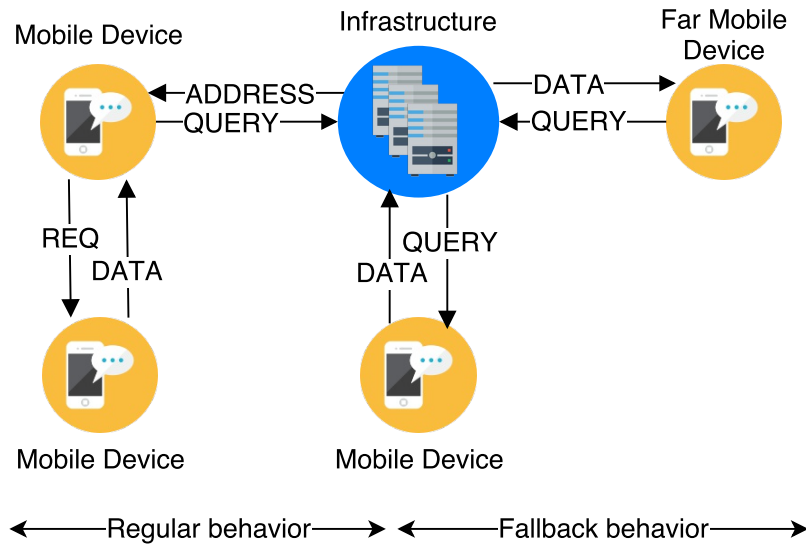 Mobile Device
Infrastructure
Far Mobile
Device
ADDRESS
QUERY
DATA
QUERY
REQ
DATA
QUERY
DATA
Mobile Device
Mobile Device
Regular behavior
Fallback behavior